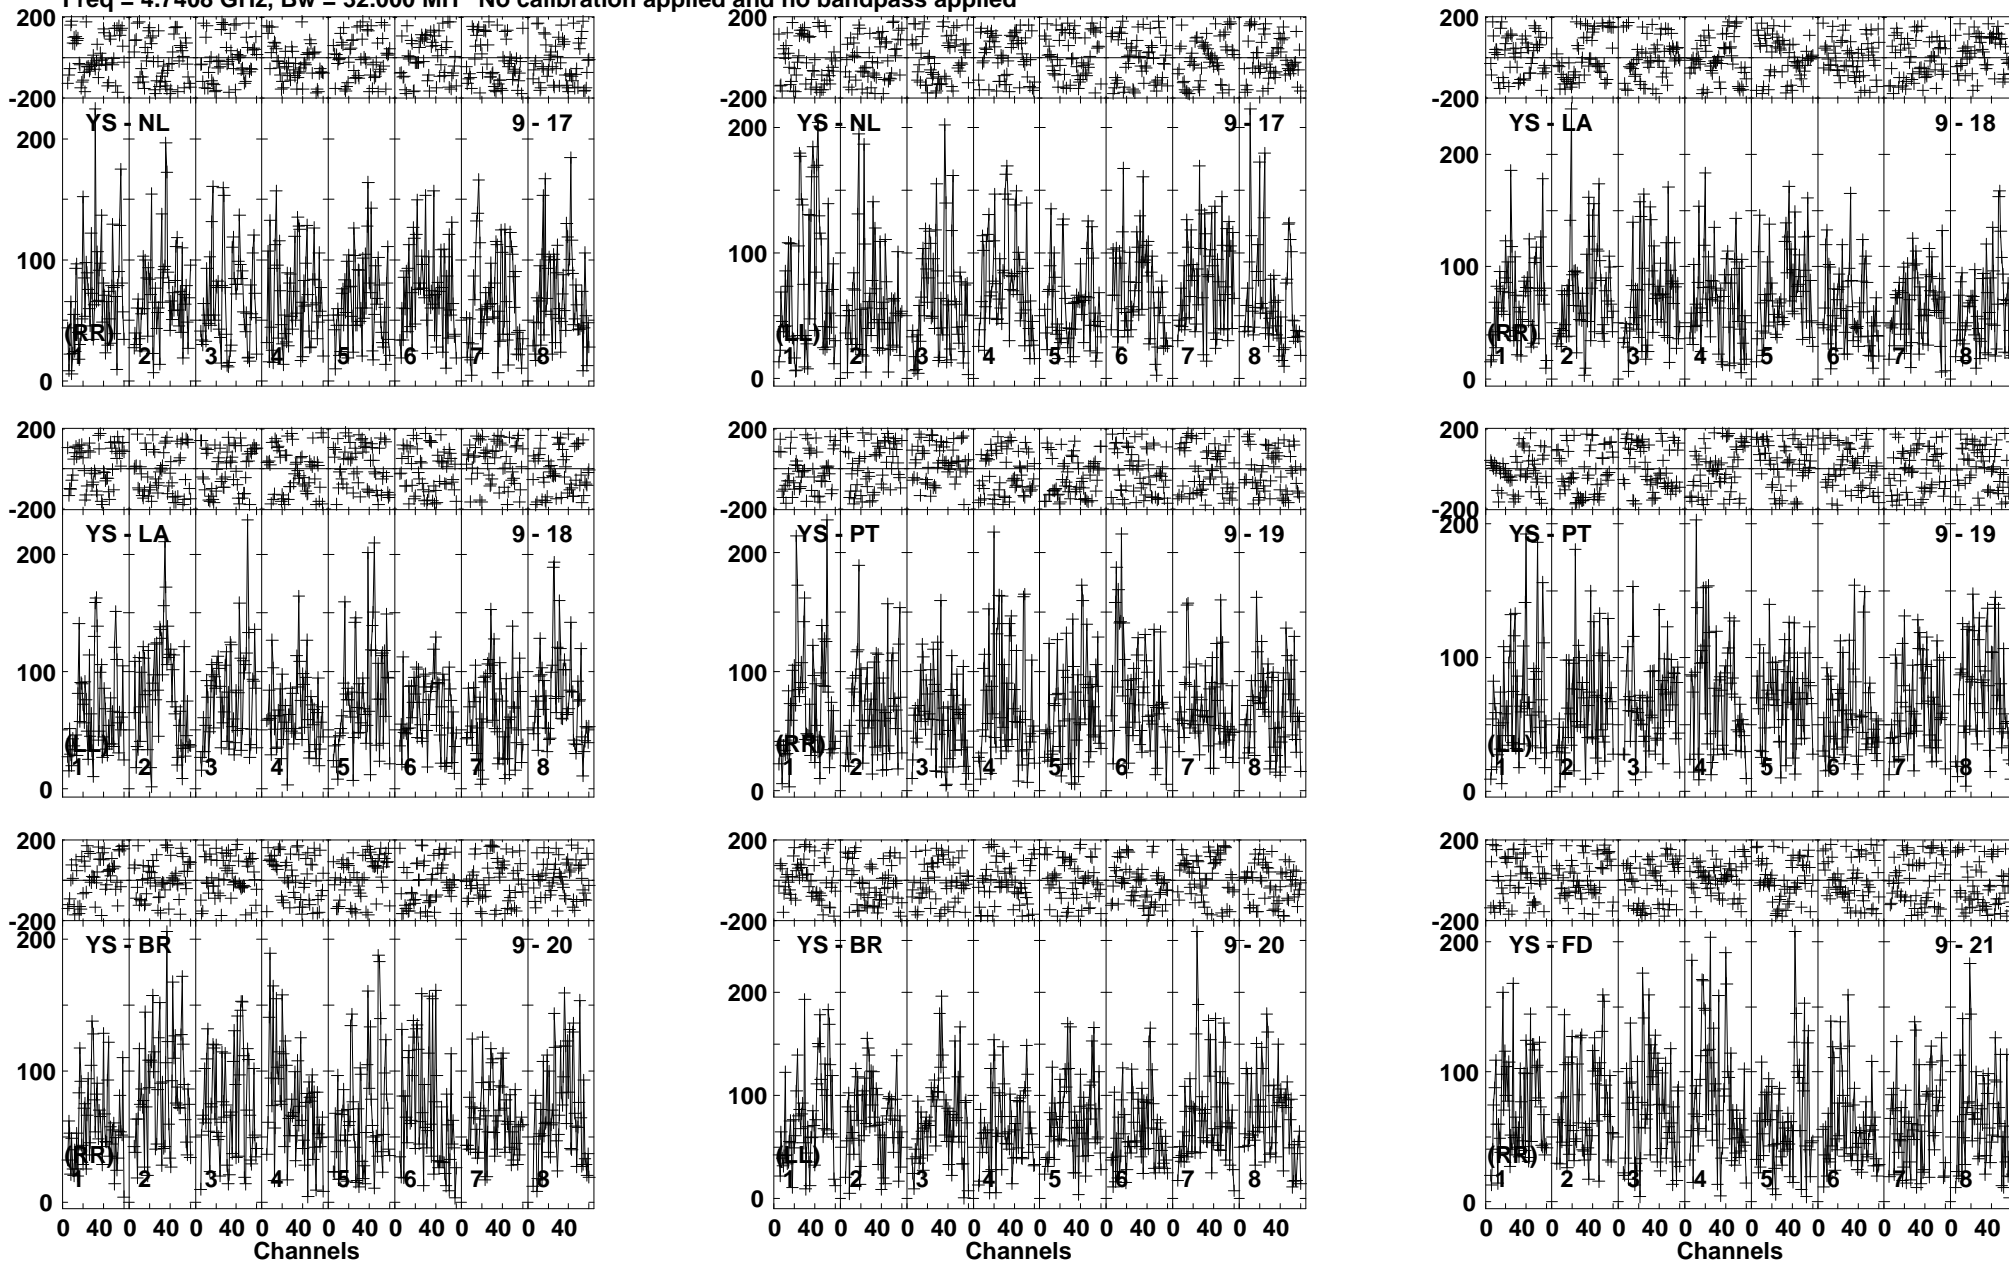 Freq = 4.7408 GHz, Bw = 32.000 MH No calibration applied and no bandpass applied
200 200 200
-200 -200 -200
YS - NL 9 - 17 YS - NL 9 - 17 YS - LA 9 - 18
200 200 200
100 100 100
(RR) (LL) (RR)
1 2 3 4 5 6 7 8 1 2 3 4 5 6 7 8 1 2 3 4 5 6 7 8
0 0 0
200 200 200
-200 -200 -200
YS - LA 9 - 18 YS - PT 9 - 19 YS - PT 9 - 19
200 200 200
100 100 100
(LL) (RR) (LL)
1 2 3 4 5 6 7 8 1 2 3 4 5 6 7 8 1 2 3 4 5 6 7 8
0 0 0
200 200 200
-200 -200 -200
YS - BR 9 - 20 YS - BR 9 - 20 YS - FD 9 - 21
200 200 200
100 100 100
(RR) (LL) (RR)
1 2 3 4 5 6 7 8 1 2 3 4 5 6 7 8 1 2 3 4 5 6 7 8
0 0 0
0 40 0 40 0 40 0 40 0 40 0 40 0 40 0 40 0 40 0 40 0 40 0 40 0 40 0 40 0 40 0 40 0 40 0 40 0 40 0 40 0 40 0 40 0 40 0 40
Channels Channels Channels